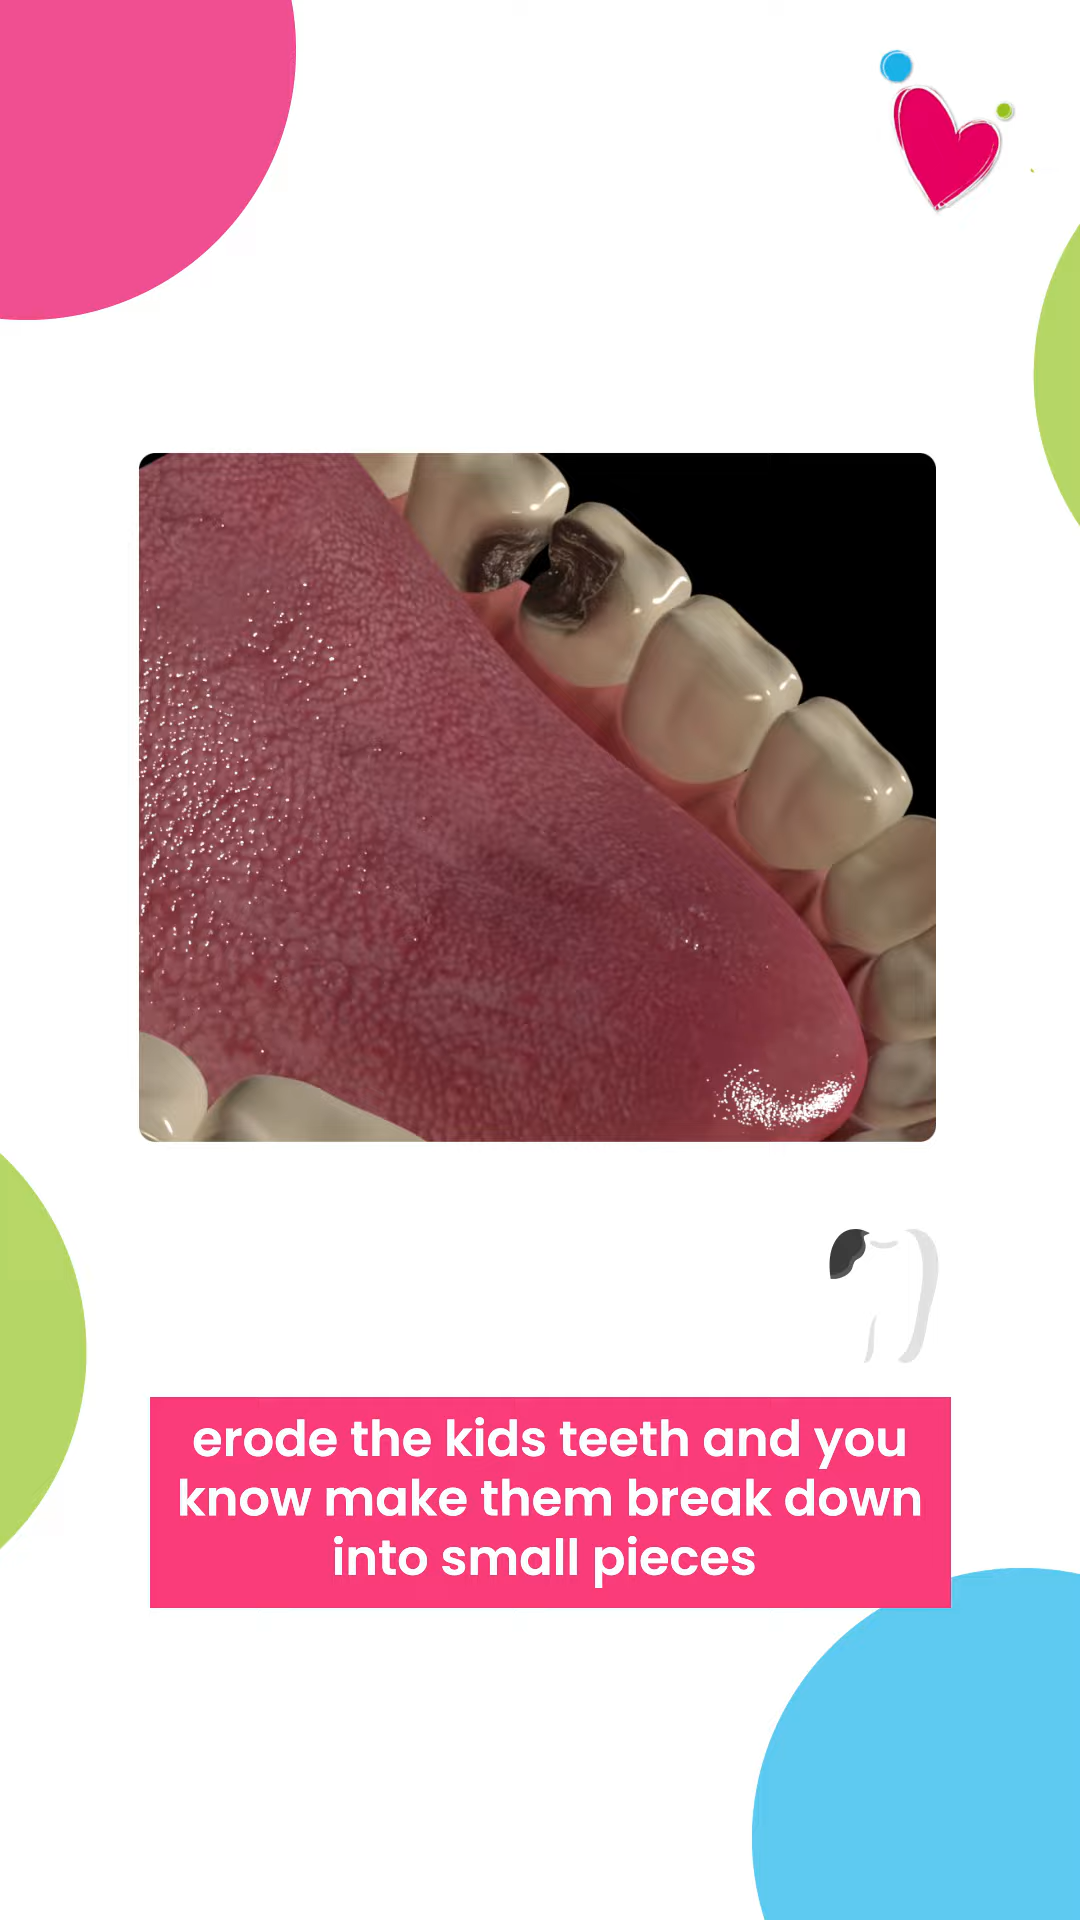 erode the kids teeth and you
know make them break down
into small pieces